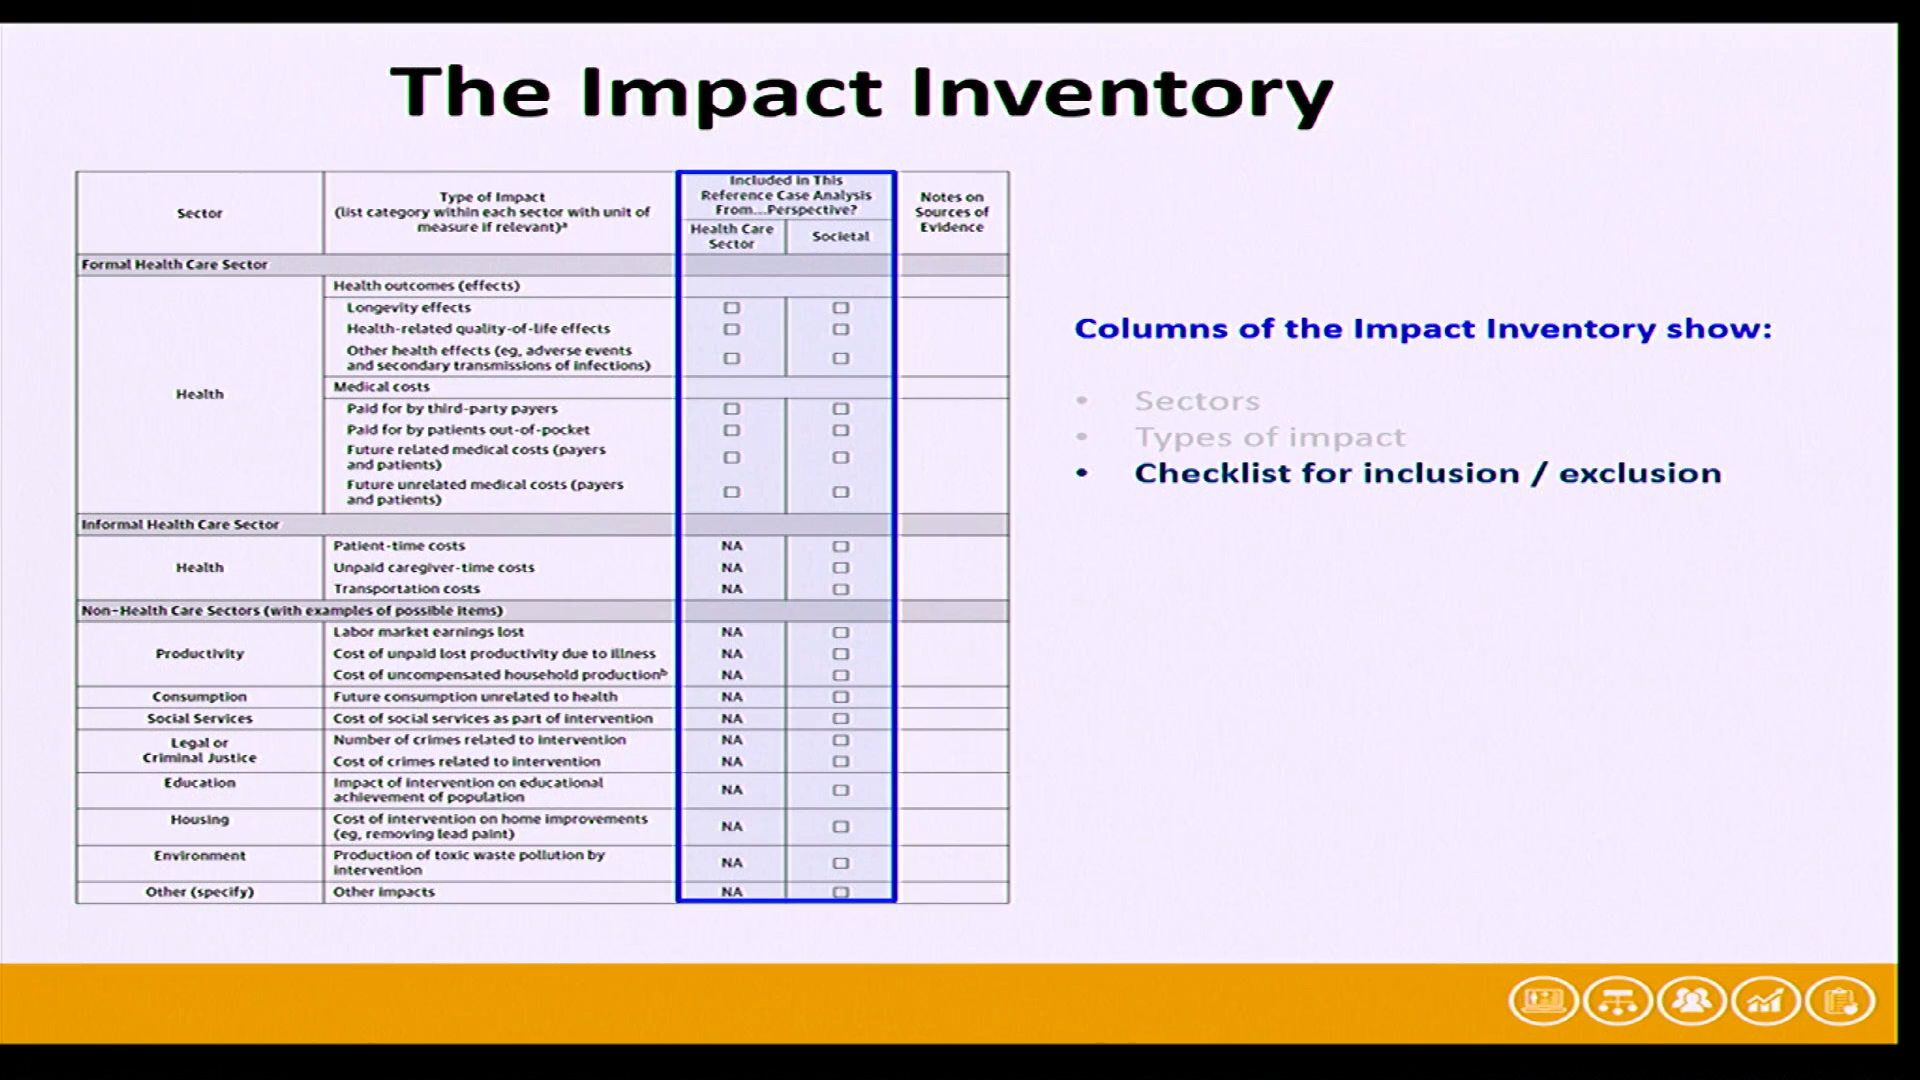 The Impact Inventory
Sector
Type of Impact
(list category within each sector with unit of
measure if relevant)ª
Included in This
Reference Case Analysis
From...Perspective?
Health Care
Sector
Societal
Notes on
Sources of
Evidence
Formal Health Care Sector
Health
Health outcomes (effects)
Longevity effects
Health-related quality-of-life effects
Other health effects (eg, adverse events
and secondary transmissions of infections)
Medical costs
Paid for by third-party payers
Paid for by patients out-of-pocket
Future related medical costs (payers
and patients)
Future unrelated medical costs (payers
and patients)
Informal Health Care Sector
Health
Patient-time costs NA
Unpaid caregiver-time costs NA
Transportation costs NA
Non-Health Care Sectors (with examples of possible items)
Productivity
Labor market earnings lost NA
Cost of unpaid lost productivity due to illness NA
Cost of uncompensated household productionᵇ NA
Consumption Future consumption unrelated to health NA
Social Services Cost of social services as part of intervention NA
Legal or
Criminal Justice
Number of crimes related to intervention NA
Cost of crimes related to intervention NA
Education
Impact of intervention on educational
achievement of population
NA
Housing
Cost of intervention on home improvements
(eg, removing lead paint)
NA
Environment
Production of toxic waste pollution by
intervention
NA
Other (specify) Other impacts NA
Columns of the Impact Inventory show:
• Sectors
• Types of impact
• Checklist for inclusion / exclusion